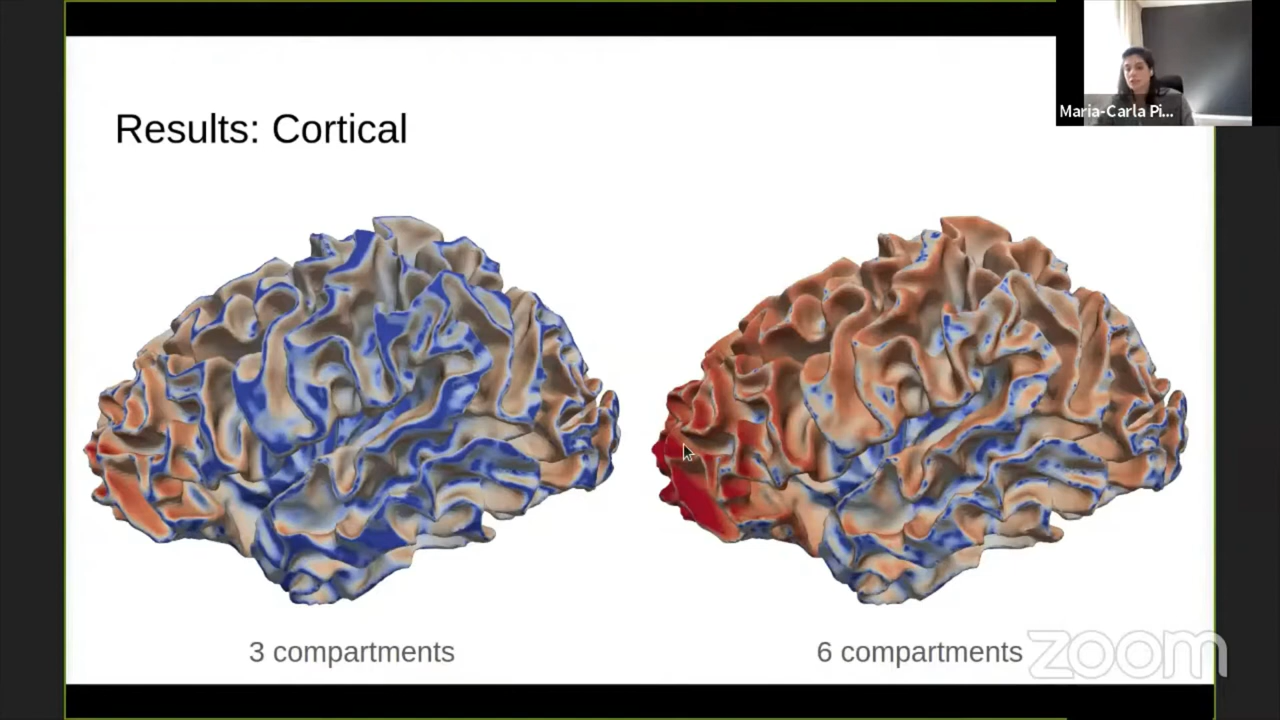 Maria-Carla Pi...
Results: Cortical
3 compartments
6 compartments
zoom